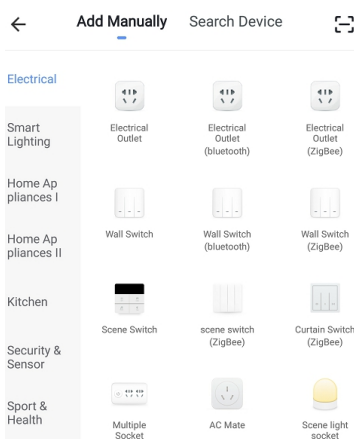 Add Manually
Search Device
Electrical
Smart
Lighting
Home Ap
pliances I
Home Ap
pliances II
Kitchen
Security &
Sensor
Sport &
Health
Electrical
Outlet
Electrical
Outlet
(bluetooth)
Electrical
Outlet
(ZigBee)
Wall Switch
Wall Switch
(bluetooth)
Wall Switch
(ZigBee)
Scene Switch
scene switch
(ZigBee)
Curtain Switch
(ZigBee)
Multiple
Socket
AC Mate
Scene light
socket